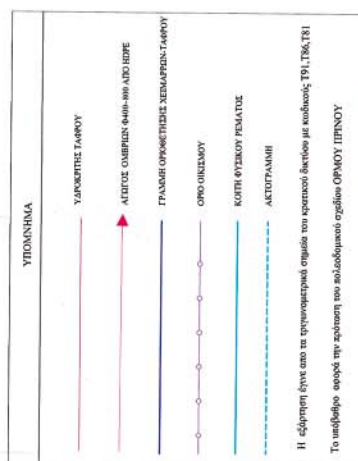 ΥΠΟΜΝΗΜΑ
ΥΔΡΟΚΡΙΤΗΣ ΤΑΦΡΟΥ
ΑΓΩΓΟΣ ΟΜΒΡΙΩΝ Φ400-800 ΑΠΟ HDPE
ΓΡΑΜΜΗ ΟΡΙΟΘΕΤΗΣΗΣ ΧΕΙΜΑΡΡΩΝ-ΤΑΦΡΟΥ
ΟΡΙΟ ΟΙΚΙΣΜΟΥ
ΚΟΙΤΗ ΦΥΣΙΚΟΥ ΡΕΜΑΤΟΣ
ΑΚΤΟΓΡΑΜΜΗ
Η εξάρτηση έγινε απο τα τριγωνομετρικά σημεία του κρατικού δικτύου με κωδικούς Τ91,Τ86,Τ81
Το υπόβαθρο αφορά την πρόταση του πολεοδομικού σχεδίου ΟΡΜΟΥ ΠΡΙΝΟΥ